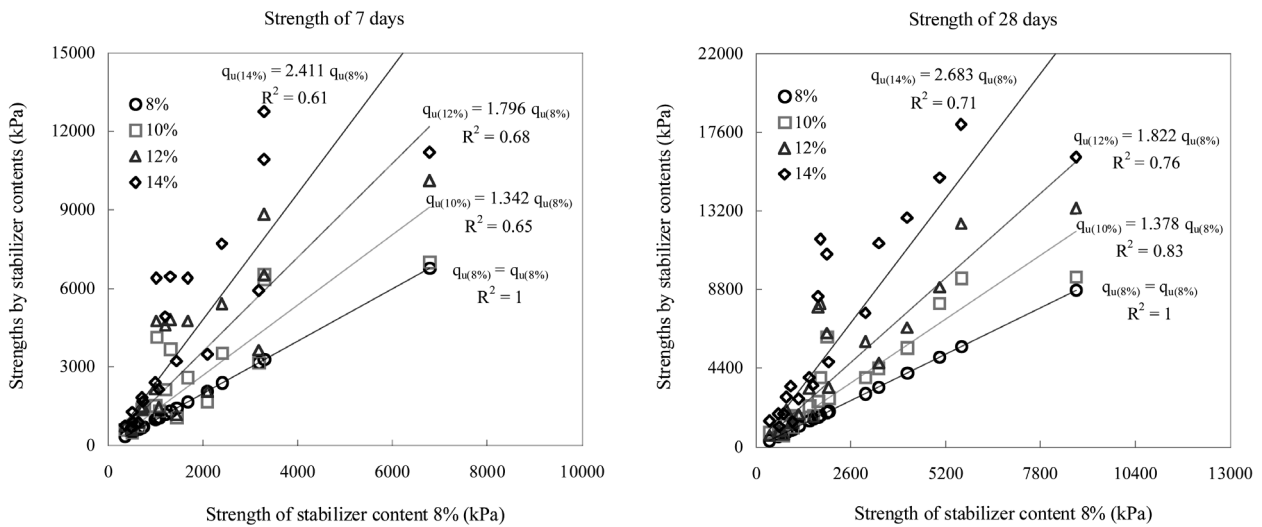 Strength of 7 days
Strengths by stabilizer contents (kPa)
15000
12000
9000
6000
3000
0
8%
10%
12%
14%
qu(14%) = 2.411 qu(8%)
R2 = 0.61
qu(12%) = 1.796 qu(8%)
R2 = 0.68
qu(10%) = 1.342 qu(8%)
R2 = 0.65
qu(8%) = qu(8%)
R2 = 1
0 2000 4000 6000 8000 10000
Strength of stabilizer content 8% (kPa)
Strength of 28 days
Strengths by stabilizer contents (kPa)
22000
17600
13200
8800
4400
0
8%
10%
12%
14%
qu(14%) = 2.683 qu(8%)
R2 = 0.71
qu(12%) = 1.822 qu(8%)
R2 = 0.76
qu(10%) = 1.378 qu(8%)
R2 = 0.83
qu(8%) = qu(8%)
R2 = 1
0 2600 5200 7800 10400 13000
Strength of stabilizer content 8% (kPa)